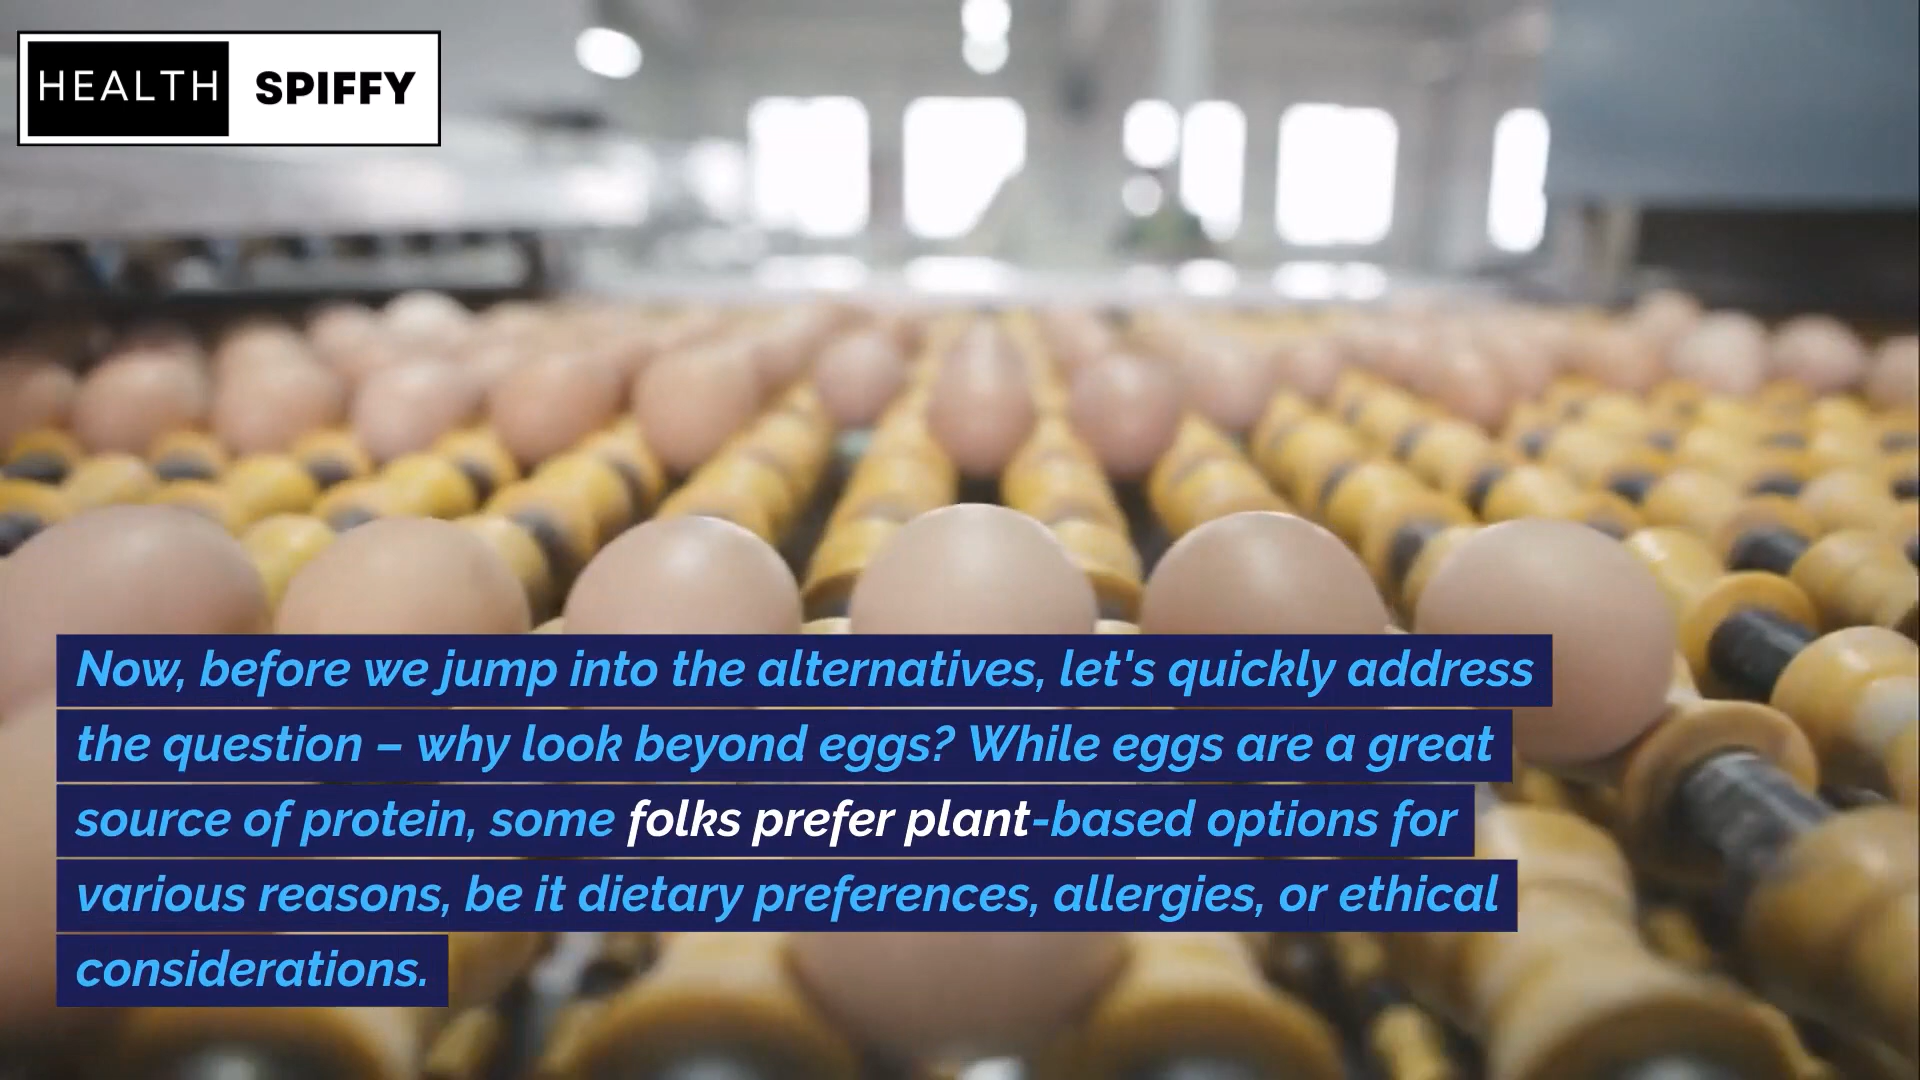 HEALTH SPIFFY
Now, before we jump into the alternatives, let's quickly address
the question – why look beyond eggs? While eggs are a great
source of protein, some folks prefer plant-based options for
various reasons, be it dietary preferences, allergies, or ethical
considerations.